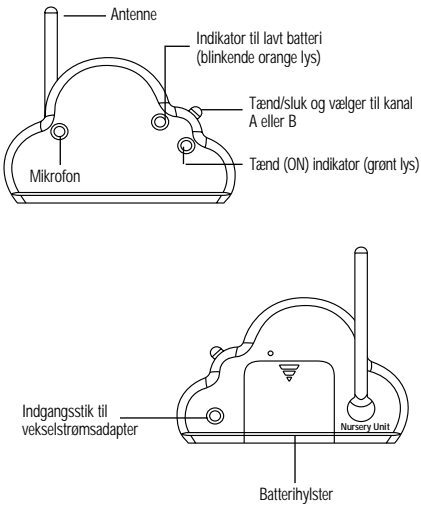 Antenne
Indikator til lavt batteri
(blinkende orange lys)
Tænd/sluk og vælger til kanal
A eller B
Tænd (ON) indikator (grønt lys)
Mikrofon
Indgangsstik til
vekselstrømsadapter
Nursery Unit
Batterihylster